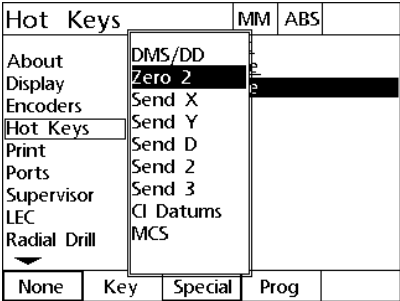 Hot Keys MM ABS
About
Display
Encoders
Hot Keys
Print
Ports
Supervisor
LEC
Radial Drill
DMS/DD
Zero 2
Send X
Send Y
Send D
Send 2
Send 3
Cl Datums
MCS
None Key Special Prog